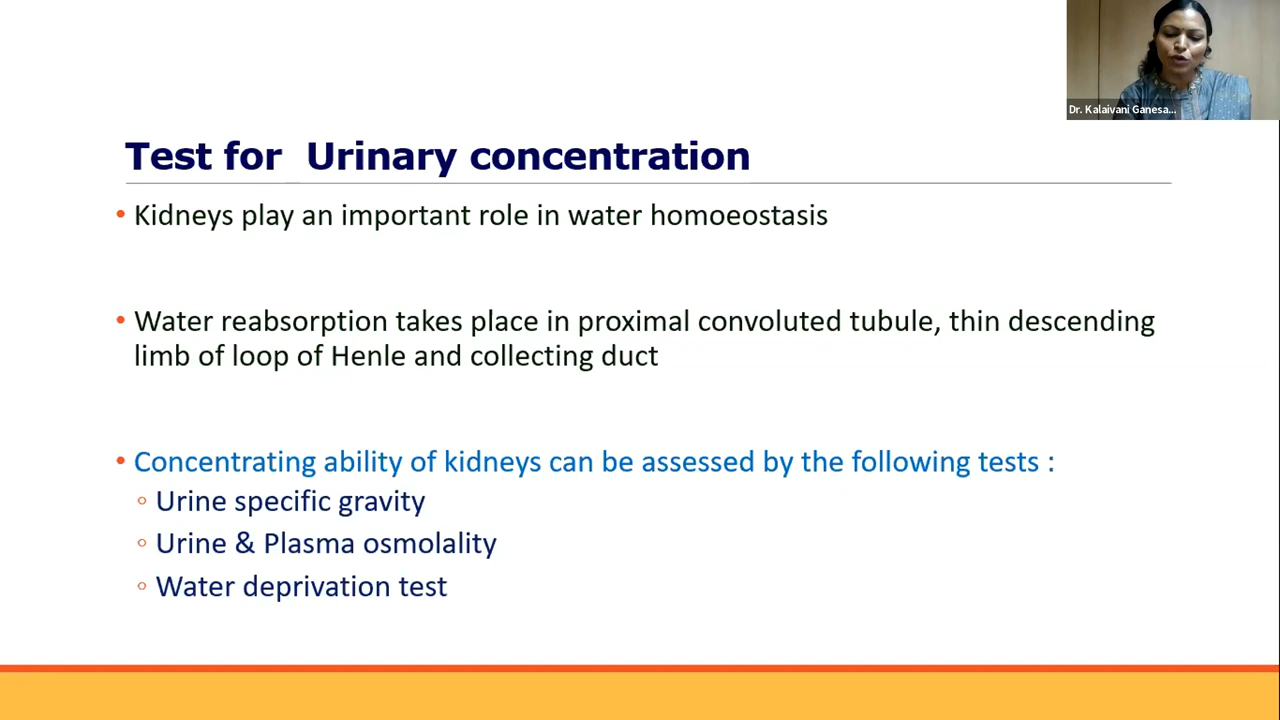 Dr. Kalaivani Ganesa...
Test for Urinary concentration
• Kidneys play an important role in water homoeostasis
• Water reabsorption takes place in proximal convoluted tubule, thin descending
limb of loop of Henle and collecting duct
• Concentrating ability of kidneys can be assessed by the following tests :
◦ Urine specific gravity
◦ Urine & Plasma osmolality
◦ Water deprivation test